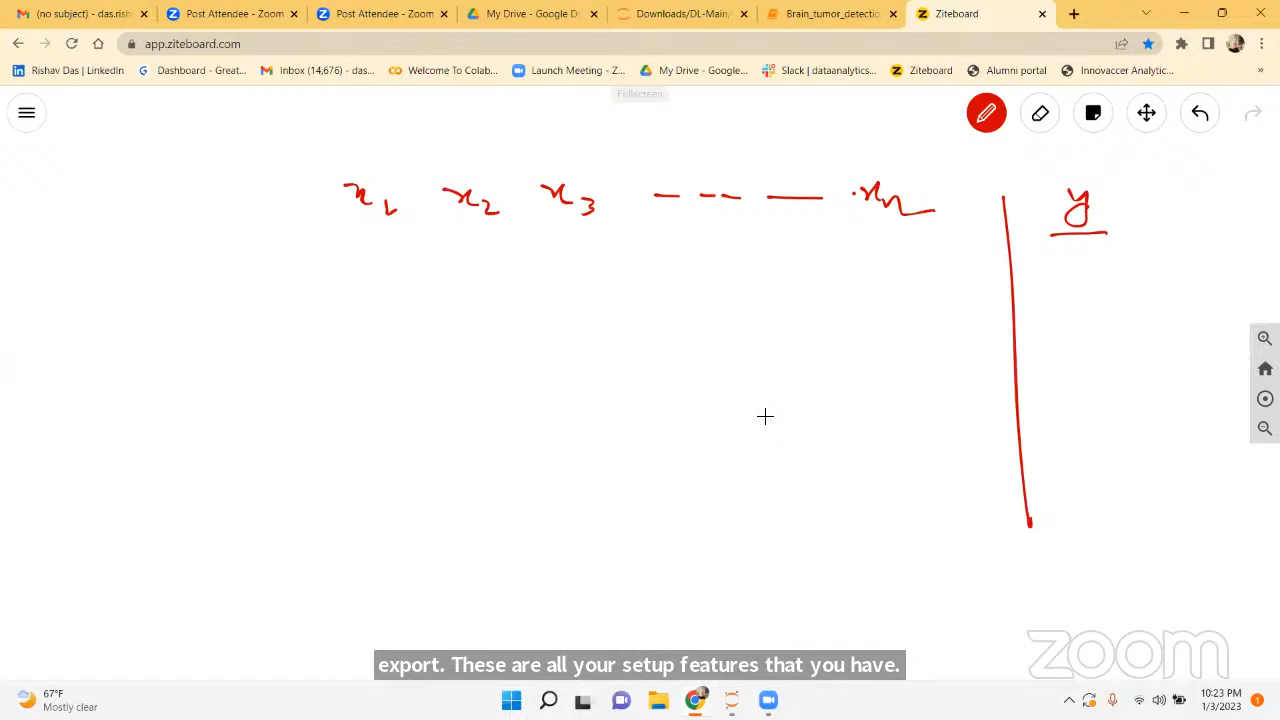 (no subject) - das.rish
Post Attendee - Zoom
Post Attendee - Zoom
My Drive - Google D
Downloads/DL-Main/
Brain_tumor_detectio
Ziteboard
app.ziteboard.com
Rishav Das | LinkedIn
Dashboard - Great...
Inbox (14,676) - das...
Welcome To Colab...
Launch Meeting - Z...
My Drive - Google...
Slack | dataanalytics...
Ziteboard
Alumni portal
Innovaccer Analytic...
»
Fullscreen
x1 x2 x3 -- -- — .xn y
export. These are all your setup features that you have.
zoom
67°F
Mostly clear
10:23 PM
1/3/2023
1